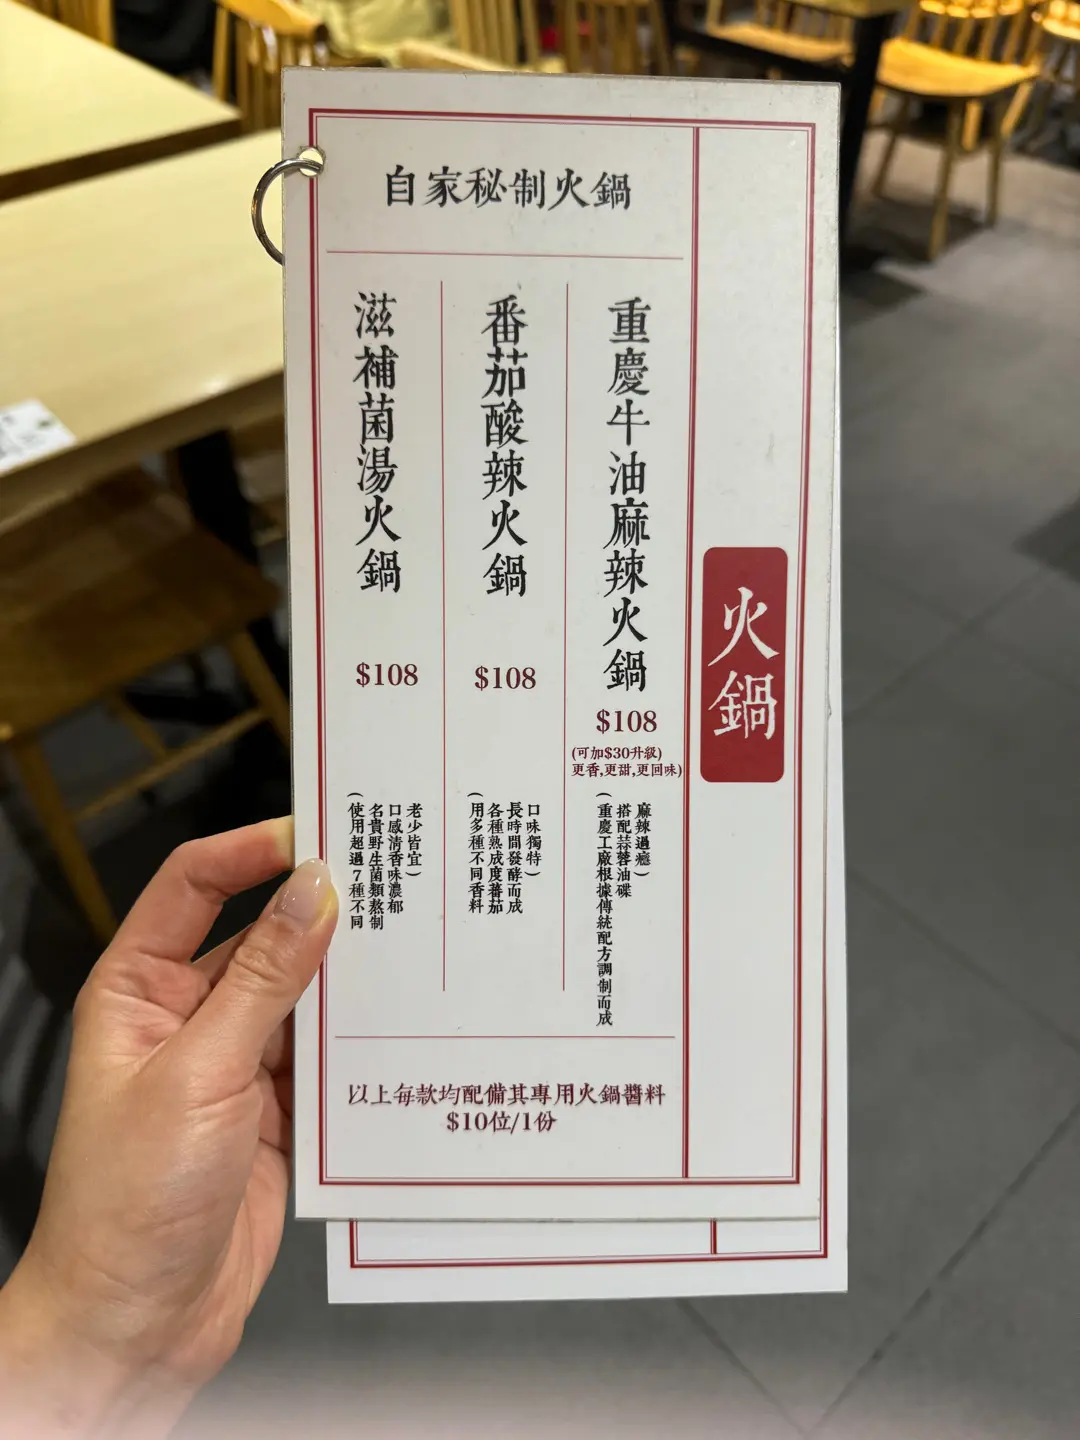 自家秘制火鍋
火鍋
重慶牛油麻辣火鍋
$108
(可加$30升級)
更香,更甜,更回味)
麻辣過癮)
搭配蒜蓉油碟
(重慶工廠根據傳統配方調制而成
番茄酸辣火鍋
$108
口味獨特)
長時間發酵而成
各種熟成度蕃茄
(用多種不同香料
滋補菌湯火鍋
$108
老少皆宜)
口感清香味濃郁
名貴野生菌類熬制
(使用超過7種不同
以上每款均配備其專用火鍋醬料
$10位/1份